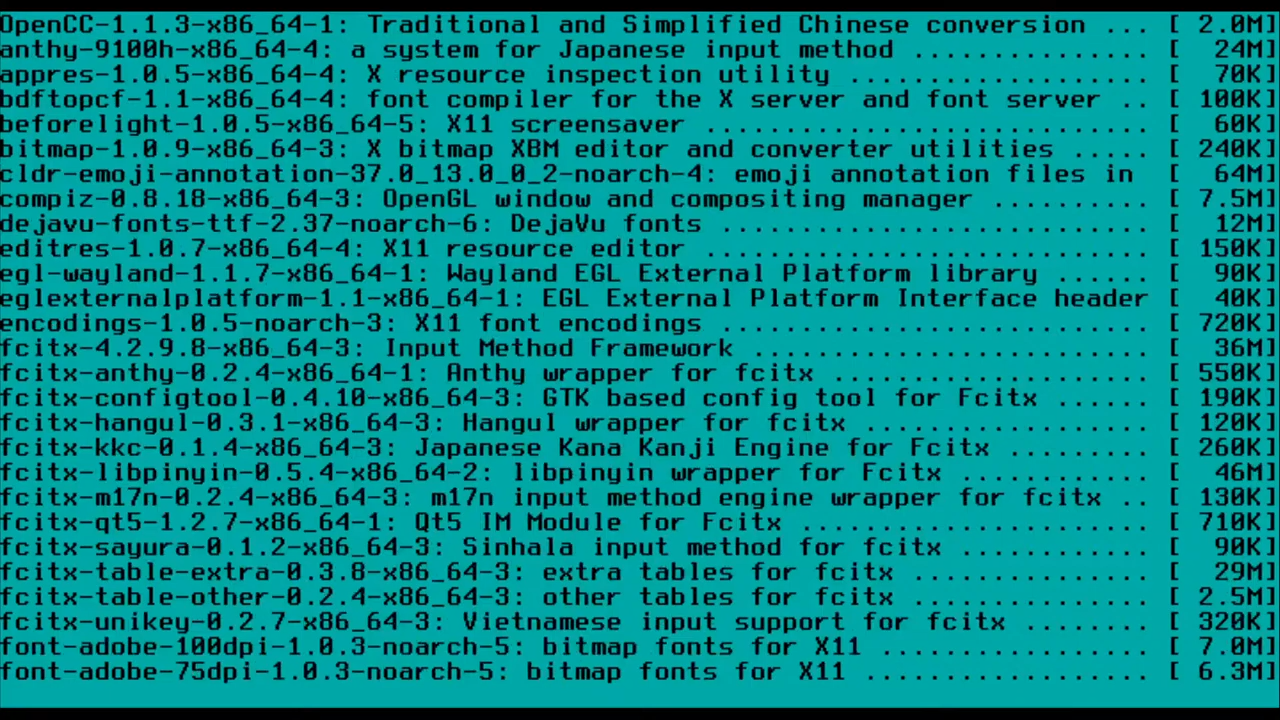 OpenCC-1.1.3-x86_64-1: Traditional and Simplified Chinese conversion ... [ 2.0M]
anthy-9100h-x86_64-4: a system for Japanese input method ............... [ 24M]
appres-1.0.5-x86_64-4: X resource inspection utility ................... [ 70K]
bdftopcf-1.1-x86_64-4: font compiler for the X server and font server .. [ 100K]
beforelight-1.0.5-x86_64-5: X11 screensaver ............................ [ 60K]
bitmap-1.0.9-x86_64-3: X bitmap XBM editor and converter utilities ..... [ 240K]
cldr-emoji-annotation-37.0_13.0_0_2-noarch-4: emoji annotation files in [ 64M]
compiz-0.8.18-x86_64-3: OpenGL window and compositing manager .......... [ 7.5M]
dejavu-fonts-ttf-2.37-noarch-6: DejaVu fonts ........................... [ 12M]
editres-1.0.7-x86_64-4: X11 resource editor ............................ [ 150K]
egl-wayland-1.1.7-x86_64-1: Wayland EGL External Platform library ...... [ 90K]
eglexternalplatform-1.1-x86_64-1: EGL External Platform Interface header [ 40K]
encodings-1.0.5-noarch-3: X11 font encodings ........................... [ 720K]
fcitx-4.2.9.8-x86_64-3: Input Method Framework ......................... [ 36M]
fcitx-anthy-0.2.4-x86_64-1: Anthy wrapper for fcitx .................... [ 550K]
fcitx-configtool-0.4.10-x86_64-3: GTK based config tool for Fcitx ...... [ 190K]
fcitx-hangul-0.3.1-x86_64-3: Hangul wrapper for fcitx .................. [ 120K]
fcitx-kkc-0.1.4-x86_64-3: Japanese Kana Kanji Engine for Fcitx ......... [ 260K]
fcitx-libpinyin-0.5.4-x86_64-2: libpinyin wrapper for Fcitx ............ [ 46M]
fcitx-m17n-0.2.4-x86_64-3: m17n input method engine wrapper for fcitx .. [ 130K]
fcitx-qt5-1.2.7-x86_64-1: Qt5 IM Module for Fcitx ...................... [ 710K]
fcitx-sayura-0.1.2-x86_64-3: Sinhala input method for fcitx ............ [ 90K]
fcitx-table-extra-0.3.8-x86_64-3: extra tables for fcitx ............... [ 29M]
fcitx-table-other-0.2.4-x86_64-3: other tables for fcitx ............... [ 2.5M]
fcitx-unikey-0.2.7-x86_64-3: Vietnamese input support for fcitx ........ [ 320K]
font-adobe-100dpi-1.0.3-noarch-5: bitmap fonts for X11 ................. [ 7.0M]
font-adobe-75dpi-1.0.3-noarch-5: bitmap fonts for X11 .................. [ 6.3M]